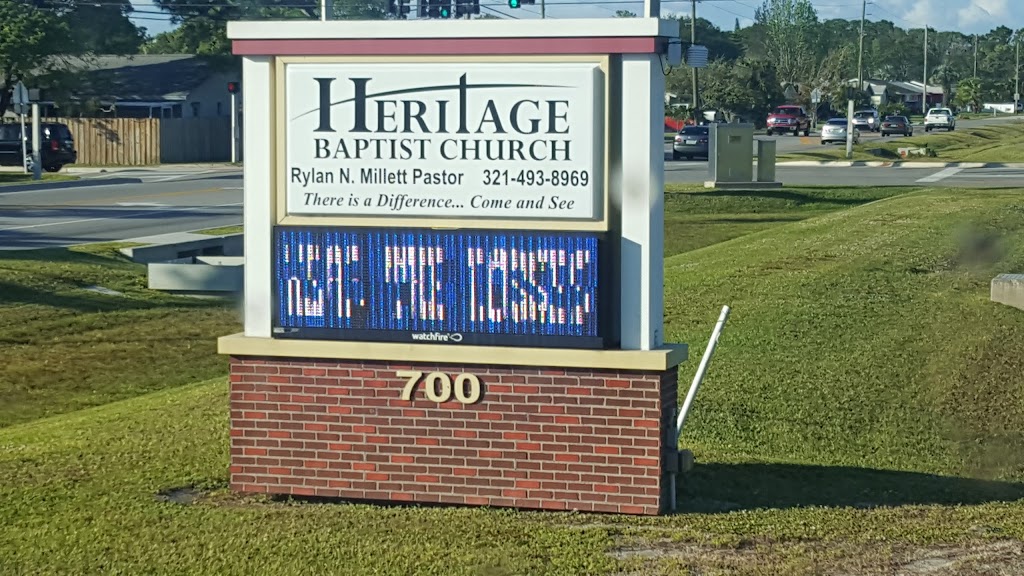 HERITAGE
BAPTIST CHURCH
Rylan N. Millett Pastor 321-493-8969
There is a Difference... Come and See
watchfire
700